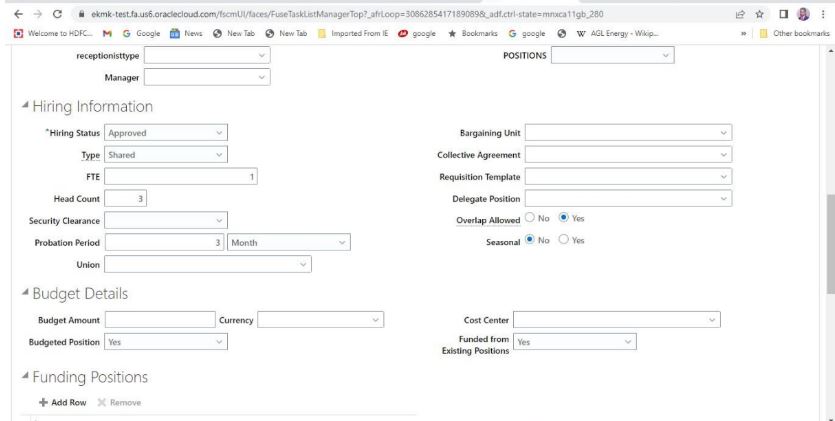 ekmk-test.fa.us6.oraclecloud.com/fscmUI/faces/FuseTaskListManagerTop?_afrLoop=30862854171890898&_adf.ctrl-state=mnxca11gb_280
Welcome to HDFC... Google News New Tab New Tab Imported From IE google Bookmarks google WGL Energy - Wikip... » Other bookmarks
receptionisttype POSITIONS
Manager
Hiring Information
*Hiring Status Approved Bargaining Unit
Type Shared Collective Agreement
FTE 1 Requisition Template
Head Count 3 Delegate Position
Security Clearance Overlap Allowed No Yes
Probation Period 3 Month Seasonal No Yes
Union
Budget Details
Budget Amount Currency Cost Center
Budgeted Position Yes Funded from Existing Positions Yes
Funding Positions
Add Row Remove